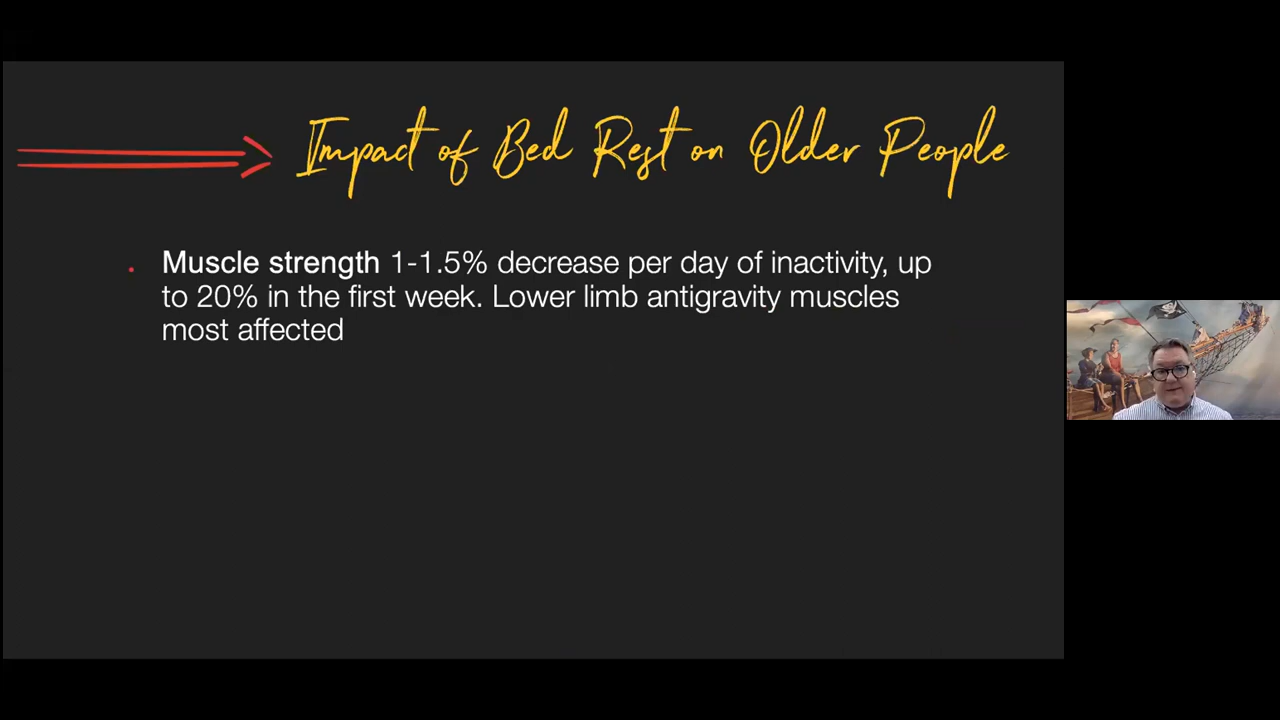 Impact of Bed Rest on Older People
Muscle strength 1-1.5% decrease per day of inactivity, up
to 20% in the first week. Lower limb antigravity muscles
most affected